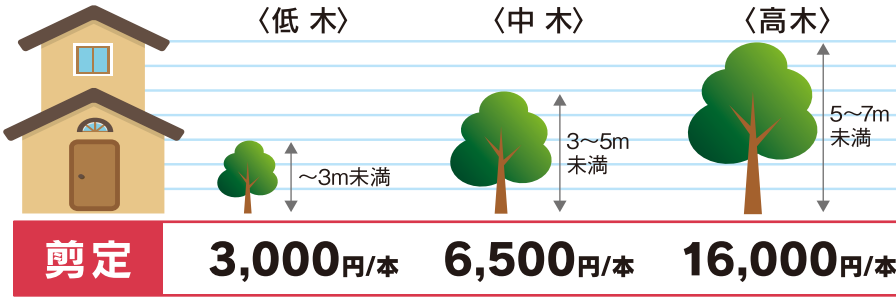 〈低 木〉
〈中 木〉
〈高木〉
～3m未満
3～5m
未満
5～7m
未満
剪定
3,000円/本
6,500円/本
16,000円/本